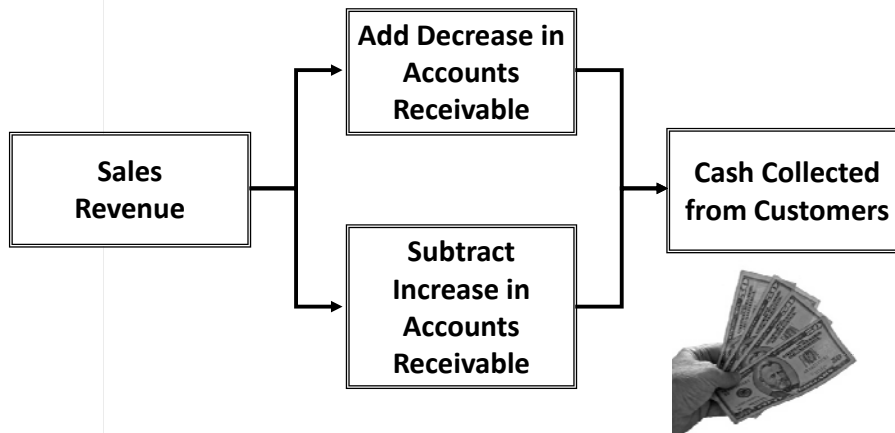 Add Decrease in
Accounts
Receivable
Sales
Revenue
Cash Collected
from Customers
Subtract
Increase in
Accounts
Receivable